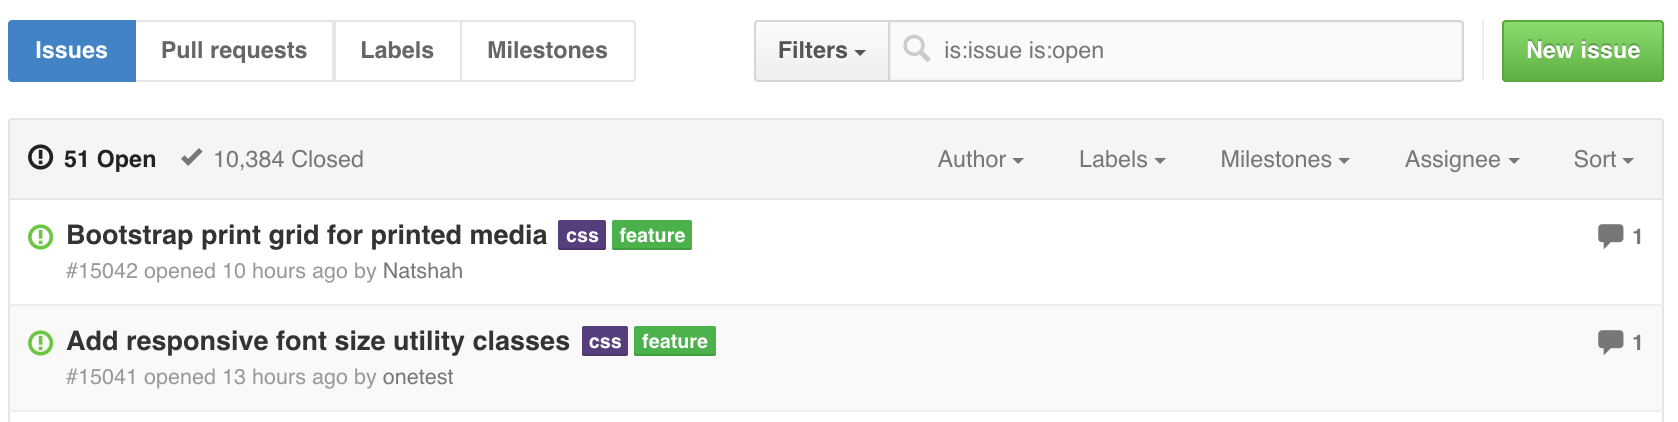 Issues Pull requests Labels Milestones Filters is:issue is:open New issue
51 Open 10,384 Closed Author Labels Milestones Assignee Sort
Bootstrap print grid for printed media css feature 1
#15042 opened 10 hours ago by Natshah
Add responsive font size utility classes css feature 1
#15041 opened 13 hours ago by onetest